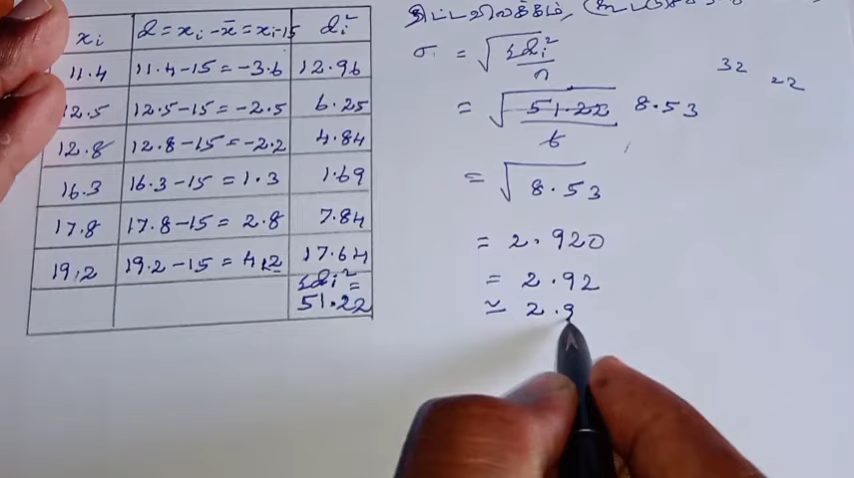 xᵢ d = xᵢ - x̄ = xᵢ-15 dᵢ²
11.4 11.4-15 = -3.6 12.96
12.5 12.5-15 = -2.5 6.25
12.8 12.8-15 = -2.2 4.84
16.3 16.3-15 = 1.3 1.69
17.8 17.8-15 = 2.8 7.84
19.2 19.2-15 = 4.2 17.64
Σdᵢ² =
51.22
திட்டவிலக்கம்,
σ = √Σdᵢ²/n
32 22
= √51.22/6 8.53
= √8.53
= 2.920
= 2.92
≃ 2.9